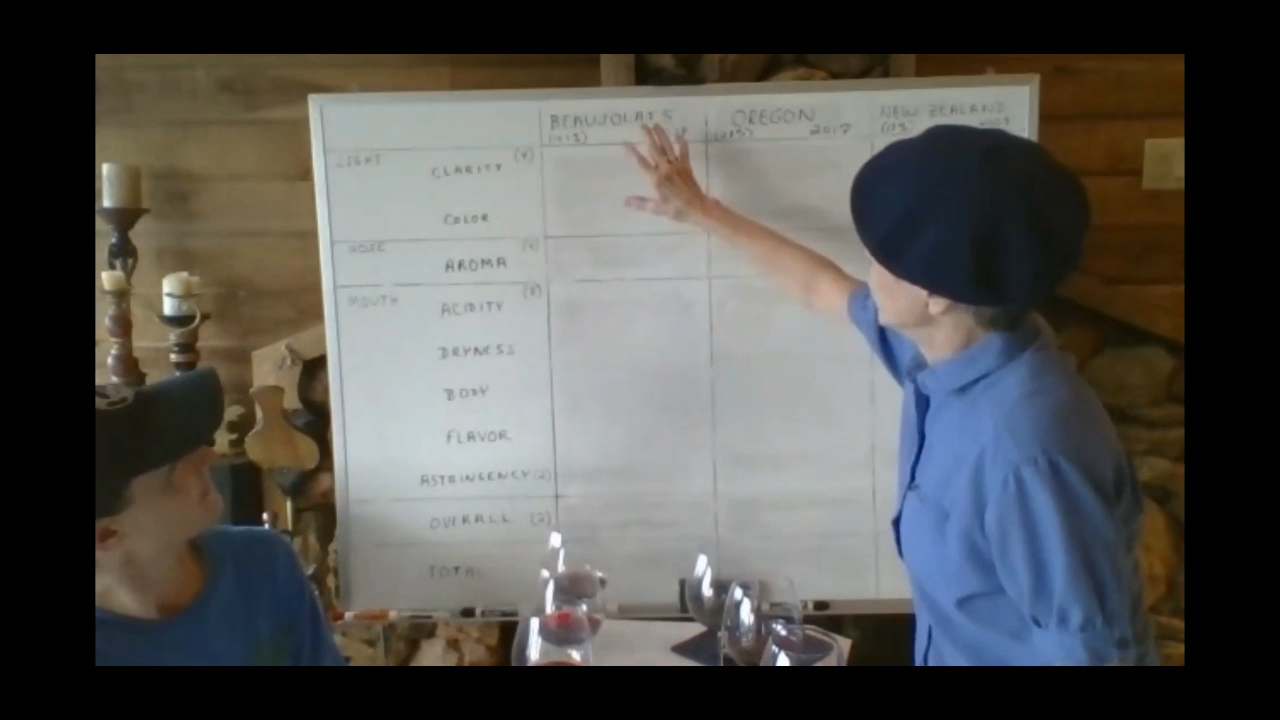 BEAUJOLAIS OREGON NEW ZEALAND
2017
CLARITY (4)
COLOR
NOSE
AROMA (4)
MOUTH
ACIDITY (8)
DRYNESS
BODY
FLAVOR
ASTRINGENCY (2)
OVERALL (2)
TOTAL